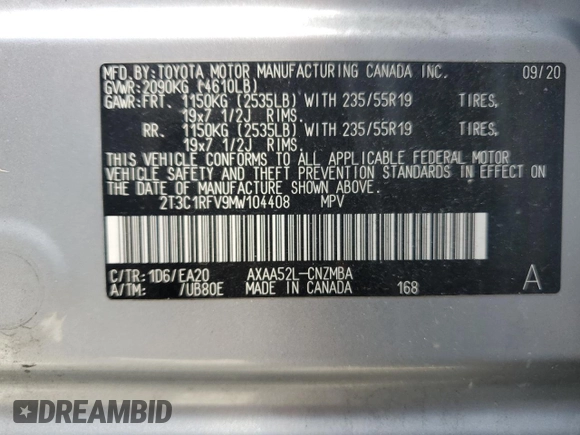 MFD.BY:TOYOTA MOTOR MANUFACTURING CANADA INC. 09/20
GVWR:2090KG (4610LB)
GAWR:FRT. 1150KG (2535LB) WITH 235/55R19 TIRES,
19x7 1/2J RIMS.
RR. 1150KG (2535LB) WITH 235/55R19 TIRES,
19x7 1/2J RIMS.
THIS VEHICLE CONFORMS TO ALL APPLICABLE FEDERAL MOTOR
VEHICLE SAFETY AND THEFT PREVENTION STANDARDS IN EFFECT ON
THE DATE OF MANUFACTURE SHOWN ABOVE.
2T3C1RFV9MW104408 MPV
C/TR:1D6/EA20 AXAA52L-CNZMBA A
A/TM: /UB80E MADE IN CANADA 168
DREAMBID